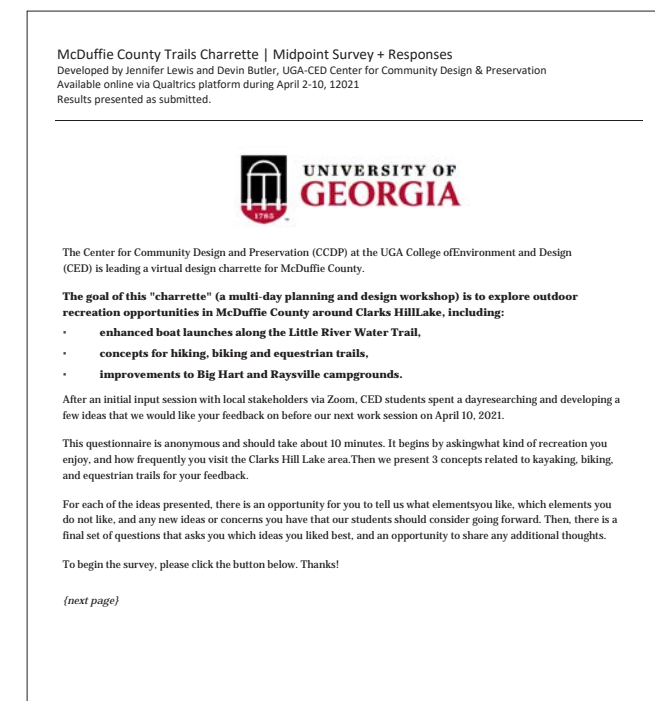 McDuffie County Trails Charrette | Midpoint Survey + Responses
Developed by Jennifer Lewis and Devin Butler, UGA-CED Center for Community Design & Preservation
Available online via Qualtrics platform during April 2-10, 12021
Results presented as submitted.
UNIVERSITY OF
GEORGIA
1785
The Center for Community Design and Preservation (CCDP) at the UGA College ofEnvironment and Design
(CED) is leading a virtual design charrette for McDuffie County.
The goal of this "charrette" (a multi-day planning and design workshop) is to explore outdoor
recreation opportunities in McDuffie County around Clarks HillLake, including:
▪ enhanced boat launches along the Little River Water Trail,
▪ concepts for hiking, biking and equestrian trails,
▪ improvements to Big Hart and Raysville campgrounds.
After an initial input session with local stakeholders via Zoom, CED students spent a dayresearching and developing a
few ideas that we would like your feedback on before our next work session on April 10, 2021.
This questionnaire is anonymous and should take about 10 minutes. It begins by askingwhat kind of recreation you
enjoy, and how frequently you visit the Clarks Hill Lake area.Then we present 3 concepts related to kayaking, biking,
and equestrian trails for your feedback.
For each of the ideas presented, there is an opportunity for you to tell us what elementsyou like, which elements you
do not like, and any new ideas or concerns you have that our students should consider going forward. Then, there is a
final set of questions that asks you which ideas you liked best, and an opportunity to share any additional thoughts.
To begin the survey, please click the button below. Thanks!
{next page}